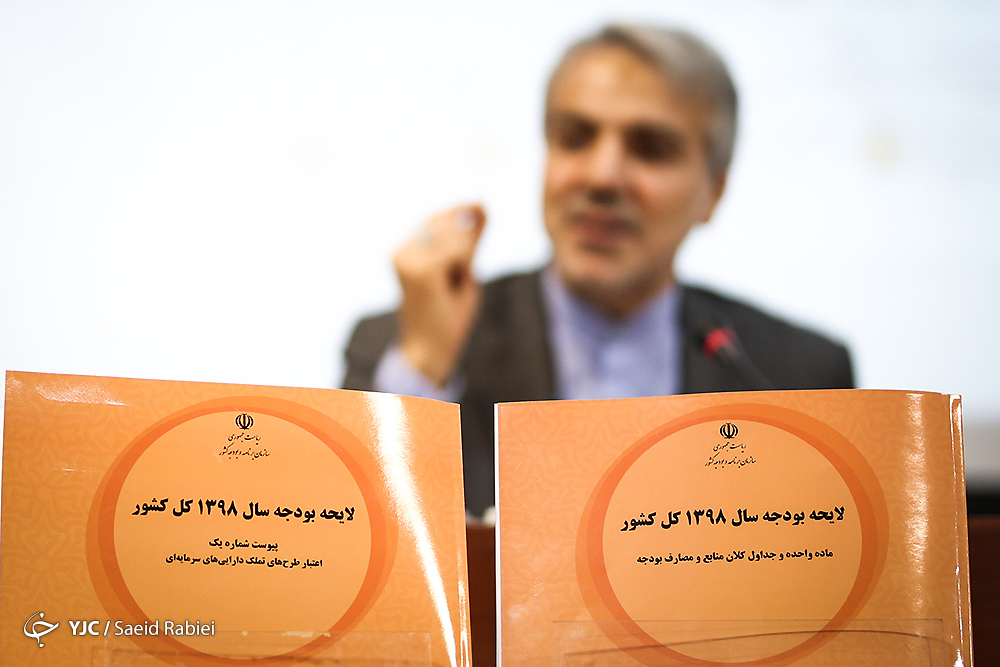 ریاست جمهوری
سازمان برنامه و بودجه کشور
لایحه بودجه سال ۱۳۹۸ کل کشور
ماده واحده و جداول کلان منابع و مصارف بودجه
ریاست جمهوری
سازمان برنامه و بودجه کشور
لایحه بودجه سال ۱۳۹۸ کل کشور
پیوست شماره یک
اعتبار طرح‌های تملک دارایی‌های سرمایه‌ای
YJC / Saeid Rabiei